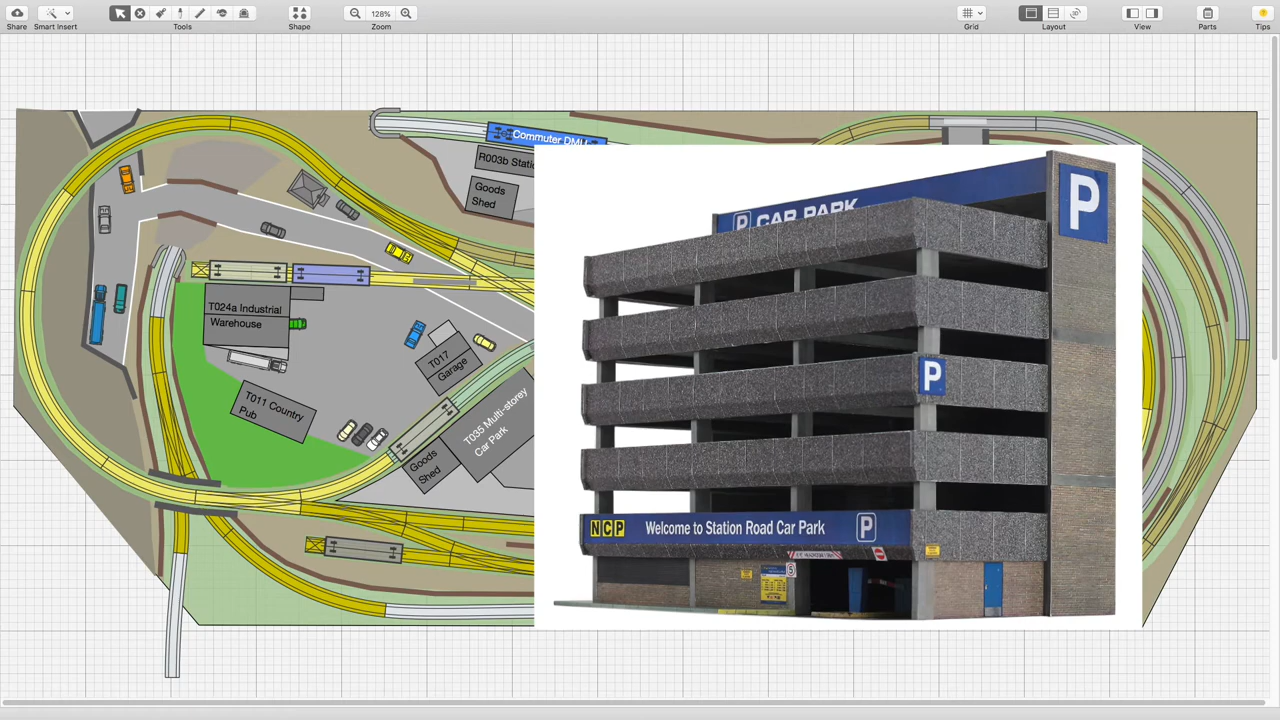 128%
Share
Smart Insert
Tools
Shape
Zoom
Grid
Layout
View
Parts
Tips
Commuter DMU
R003b Stati
Goods
Shed
T024a Industrial
Warehouse
T017
Garage
T011 Country
Pub
T035 Multi-storey
Car Park
Goods
Shed
P CAR PARK
P
P
NCP Welcome to Station Road Car Park P
5